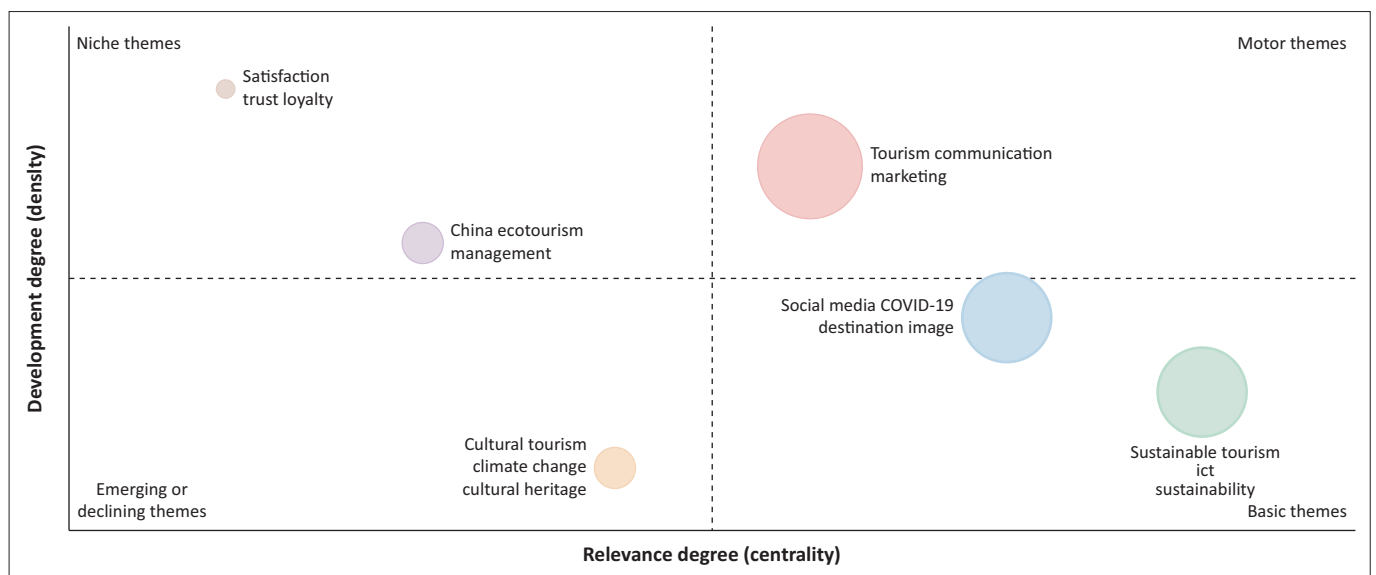 Niche themes
Motor themes
Satisfaction
trust loyalty
Tourism communication
marketing
China ecotourism
management
Social media COVID-19
destination image
Cultural tourism
climate change
cultural heritage
Sustainable tourism
ict
sustainability
Emerging or
declining themes
Basic themes
Development degree (density)
Relevance degree (centrality)